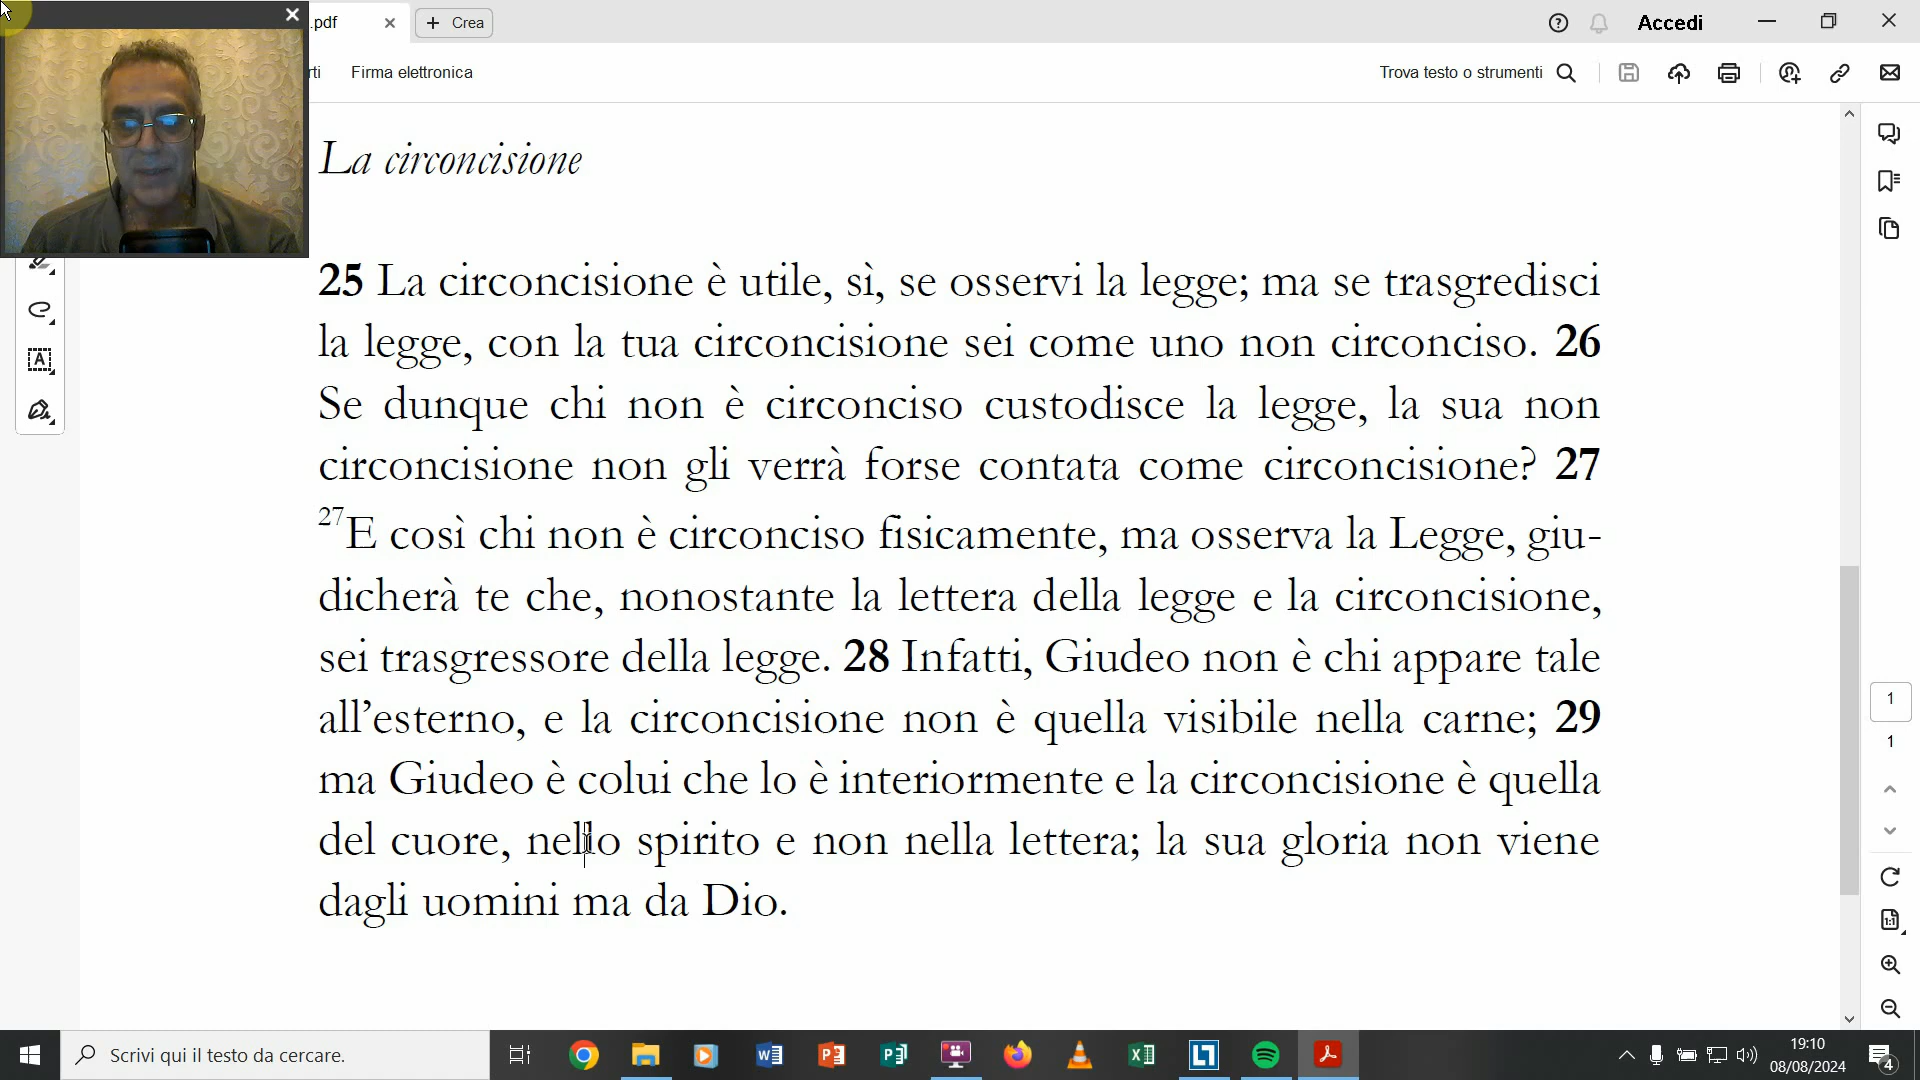 .pdf
Crea
Accedi
rti
Firma elettronica
Trova testo o strumenti
La circoncisione
25 La circoncisione è utile, sì, se osservi la legge; ma se trasgredisci
la legge, con la tua circoncisione sei come uno non circonciso. 26
Se dunque chi non è circonciso custodisce la legge, la sua non
circoncisione non gli verrà forse contata come circoncisione? 27
27E così chi non è circonciso fisicamente, ma osserva la Legge, giu-
dicherà te che, nonostante la lettera della legge e la circoncisione,
sei trasgressore della legge. 28 Infatti, Giudeo non è chi appare tale
all’esterno, e la circoncisione non è quella visibile nella carne; 29
ma Giudeo è colui che lo è interiormente e la circoncisione è quella
del cuore, nello spirito e non nella lettera; la sua gloria non viene
dagli uomini ma da Dio.
1
1
Scrivi qui il testo da cercare.
19:10
08/08/2024
4